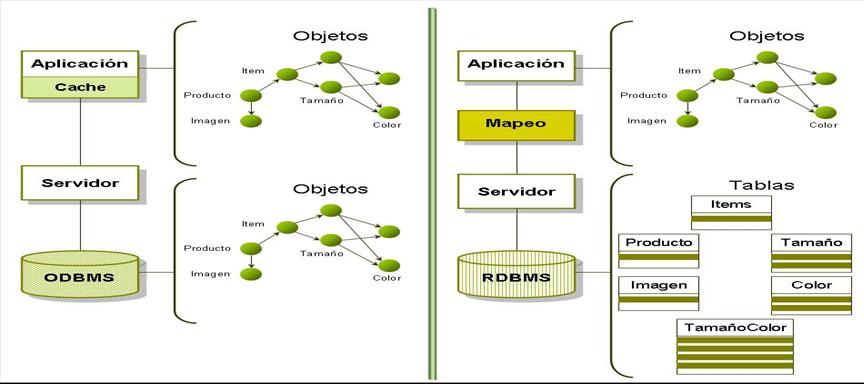 Objetos
Aplicación
Cache
Item
Producto
Tamaño
Imagen
Color
Servidor
Objetos
Item
Producto
Tamaño
Imagen
Color
ODBMS
Objetos
Aplicación
Item
Producto
Tamaño
Imagen
Color
Mapeo
Servidor
Tablas
Items
Producto
Tamaño
RDBMS
Imagen
Color
TamañoColor